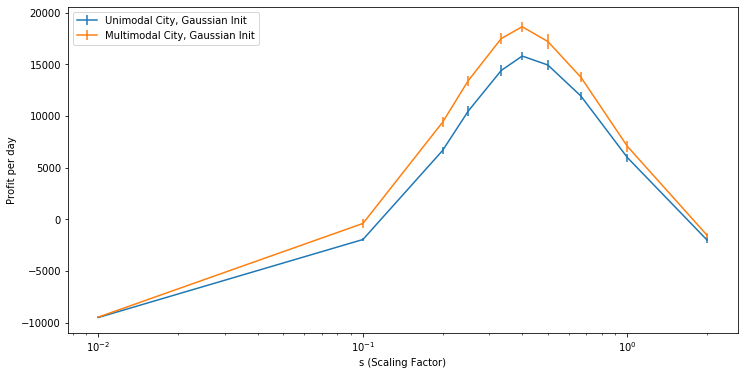 Unimodal City, Gaussian Init
Multimodal City, Gaussian Init
20000
15000
10000
5000
0
−5000
−10000
Profit per day
10⁻²
10⁻¹
10⁰
s (Scaling Factor)